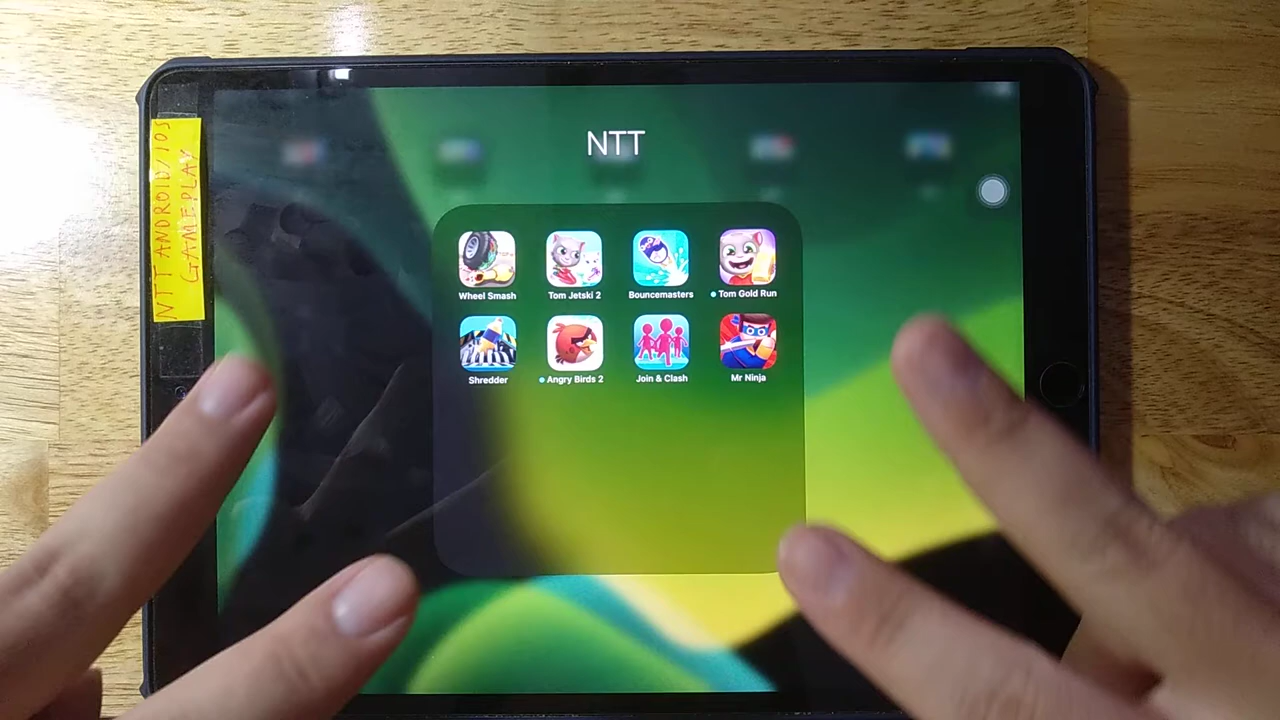 NTT ANDROID/IOS
GAMEPLAY
NTT
Wheel Smash
Tom Jetski 2
Bouncemasters
Tom Gold Run
Shredder
Angry Birds 2
Join & Clash
Mr Ninja